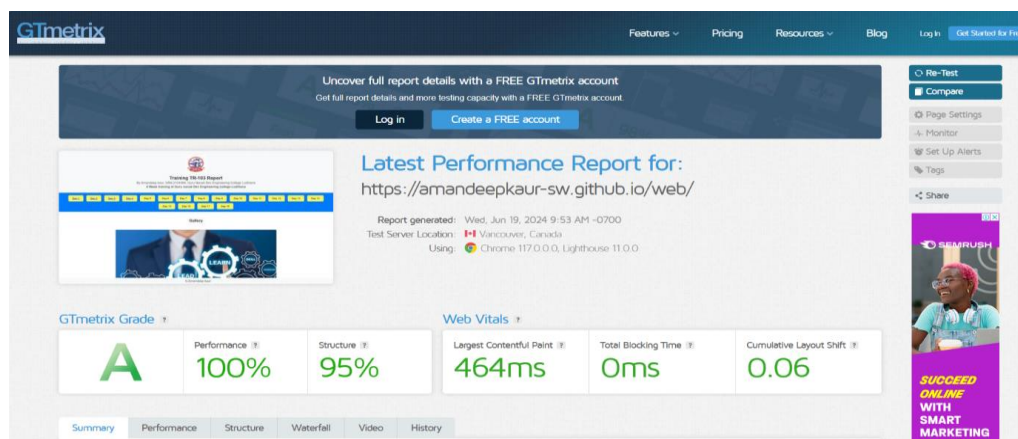 GTmetrix
Features
Pricing
Resources
Blog
Log In
Get Started for
Uncover full report details with a FREE GTmetrix account
Get full report details and more testing capacity with a FREE GTmetrix account.
Log in
Create a FREE account
Re-Test
Compare
Page Settings
Monitor
Set Up Alerts
Tags
Share
Training TR-102 Report
LEAD
LEARN
Latest Performance Report for:
https://amandeepkaur-sw.github.io/web/
Report generated: Wed, Jun 19, 2024 9:53 AM -0700
Test Server Location: Vancouver, Canada
Using: Chrome 117.0.0.0, Lighthouse 11.0.0
GTmetrix Grade ?
A
Performance ?
100%
Structure ?
95%
Web Vitals ?
Largest Contentful Paint ?
464ms
Total Blocking Time ?
0ms
Cumulative Layout Shift ?
0.06
Summary
Performance
Structure
Waterfall
Video
History
SEMRUSH
SUCCEED
ONLINE
WITH
SMART
MARKETING